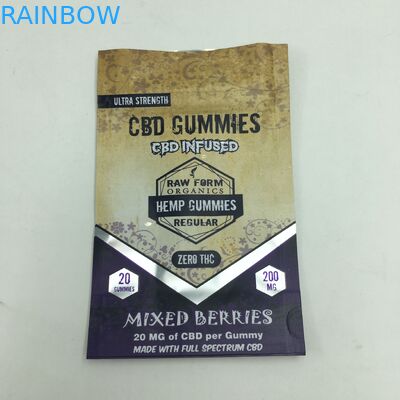 RAINBOW
ULTRA STRENGTH
CBD GUMMIES
CBD INFUSED
RAW FORM
ORGANICS
HEMP GUMMIES
REGULAR
ZERO THC
20
GUMMIES
200
MG
MIXED BERRIES
20 MG of CBD per Gummy
MADE WITH FULL SPECTRUM CBD